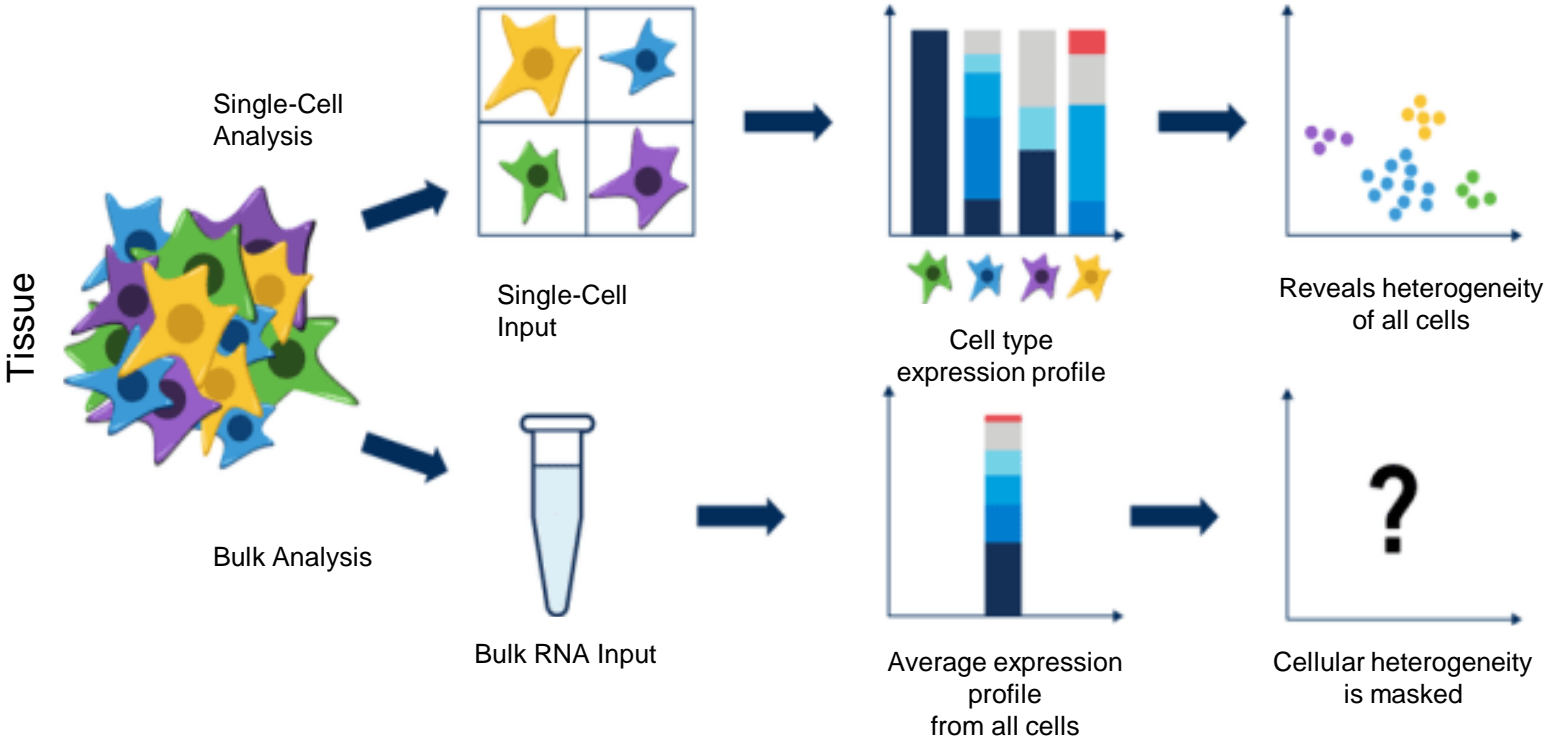 Tissue
Single-Cell
Analysis
Single-Cell
Input
Cell type
expression profile
Reveals heterogeneity
of all cells
Bulk Analysis
Bulk RNA Input
Average expression
profile
from all cells
?
Cellular heterogeneity
is masked